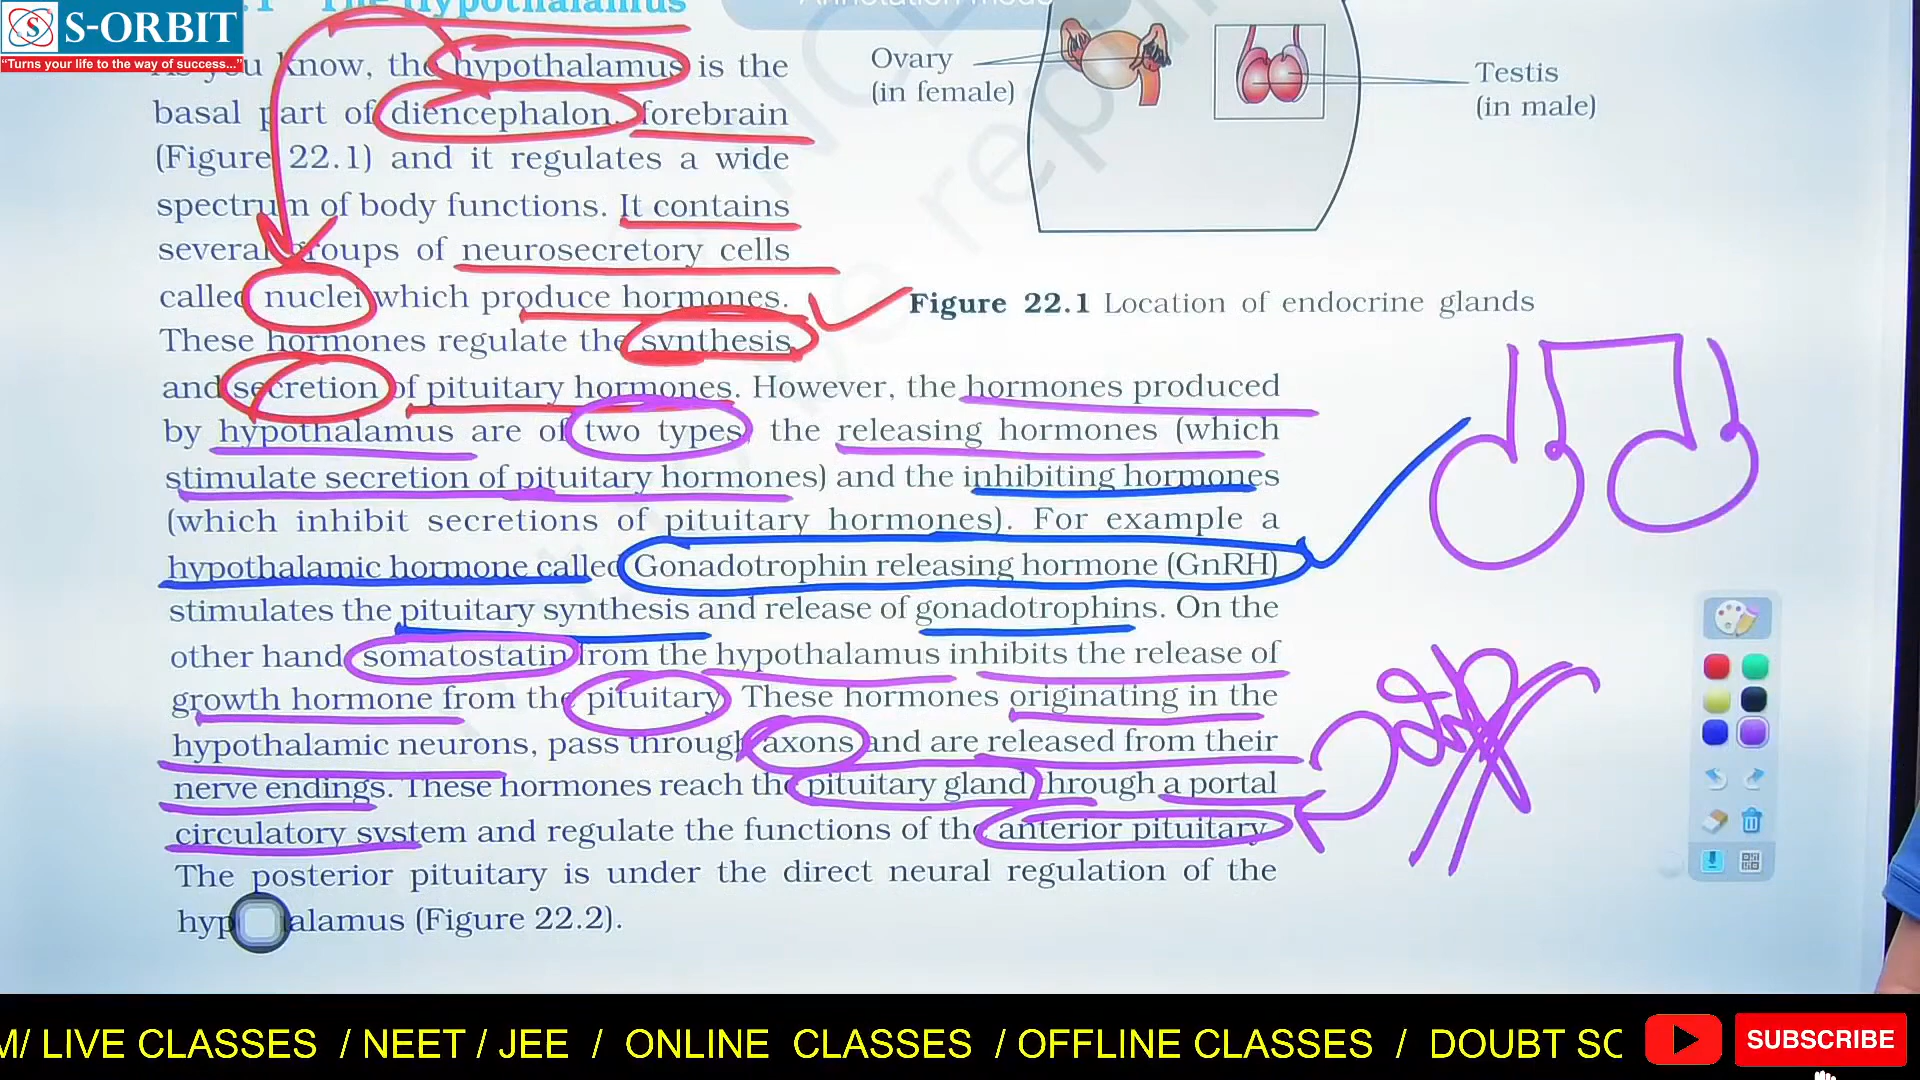 The Hypothalamus
Annotation mode
S
S-ORBIT
"Turns your life to the way of success..."
you know, the hypothalamus is the
basal part of diencephalon, forebrain
(Figure 22.1) and it regulates a wide
spectrum of body functions. It contains
several groups of neurosecretory cells
called nuclei which produce hormones.
These hormones regulate the synthesis
and secretion of pituitary hormones. However, the hormones produced
by hypothalamus are of two types, the releasing hormones (which
stimulate secretion of pituitary hormones) and the inhibiting hormones
(which inhibit secretions of pituitary hormones). For example a
hypothalamic hormone called Gonadotrophin releasing hormone (GnRH)
stimulates the pituitary synthesis and release of gonadotrophins. On the
other hand somatostatin from the hypothalamus inhibits the release of
growth hormone from the pituitary. These hormones originating in the
hypothalamic neurons, pass through axons and are released from their
nerve endings. These hormones reach the pituitary gland through a portal
circulatory system and regulate the functions of the anterior pituitary.
The posterior pituitary is under the direct neural regulation of the
hypothalamus (Figure 22.2).
Ovary
(in female)
Testis
(in male)
Figure 22.1 Location of endocrine glands
M/ LIVE CLASSES / NEET / JEE / ONLINE CLASSES / OFFLINE CLASSES / DOUBT SO
SUBSCRIBE